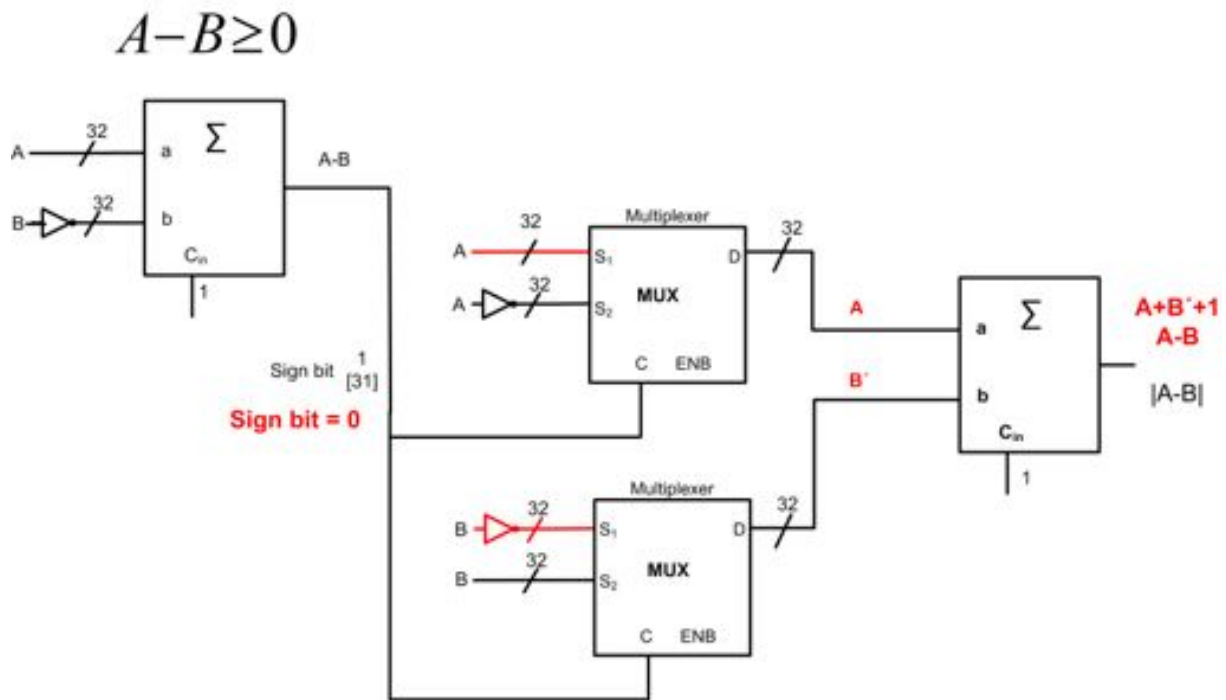 A−B≥0
32
A
a
Σ
A-B
B
32
b
Cin
1
Multiplexer
32
A
S1
D
32
A
32
S2
MUX
C
ENB
Sign bit
1
[31]
Sign bit = 0
A
B´
a
Σ
b
Cin
1
A+B´+1
A-B
|A-B|
Multiplexer
B
32
S1
D
32
B
32
S2
MUX
C
ENB